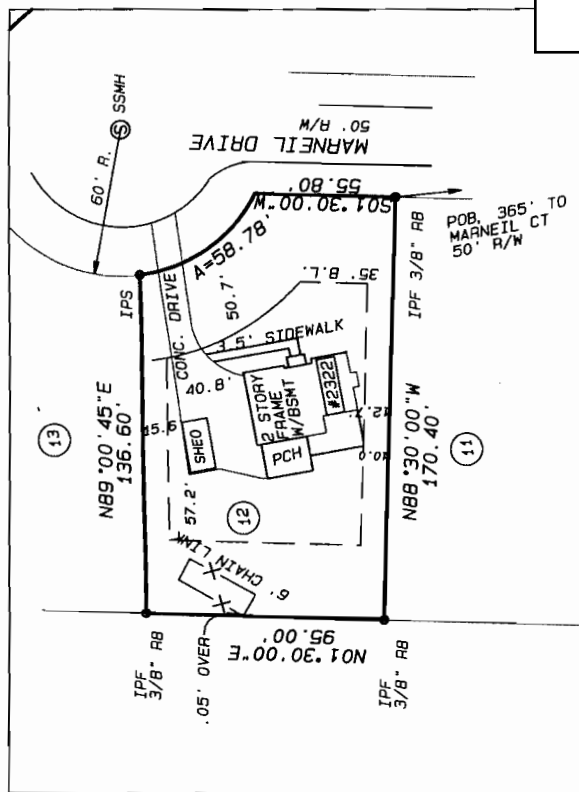 SSMH
S
60' R.
MARNEIL DRIVE
50' R/W
S01°30'00"W
55.80'
A=58.78'
POB, 365' TO
MARNEIL CT
50' R/W
IPF 3/8" RB
IPS
CONC. DRIVE
50.7'
35' B.L.
3.5' SIDEWALK
N89°00'45"E
136.60'
13
15.6
40.8'
SHED
2 STORY
FRAME
W/BSMT
#2322
PCH
12.7'
10.0
57.2'
12
N88°30'00"W
170.40'
11
6' CHAIN LINK
.05' OVER
N01°30'00"E
95.00'
IPF
3/8" RB
IPF
3/8" RB